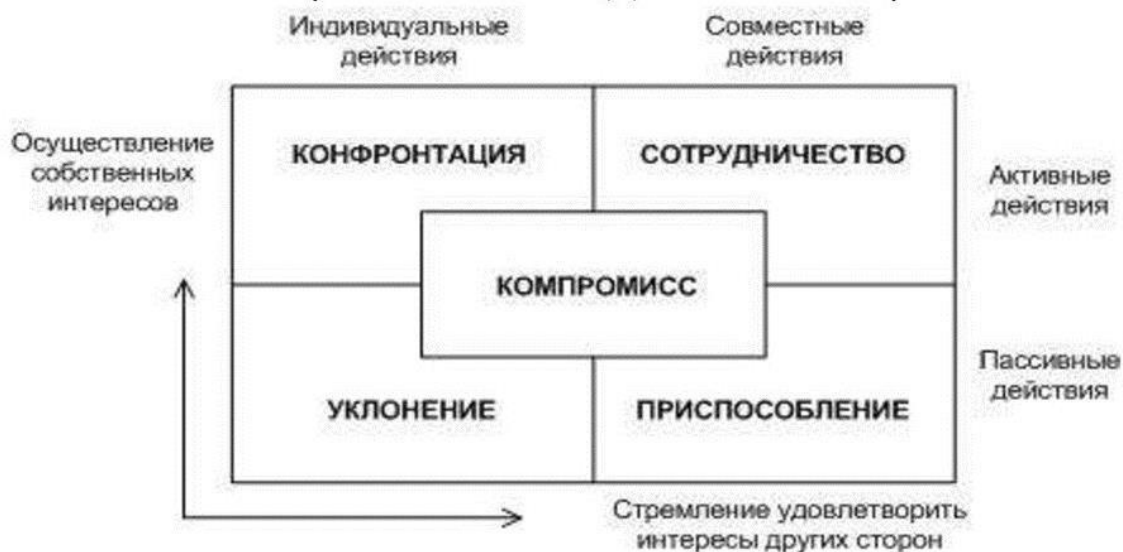 Индивидуальные
действия
Совместные
действия
Осуществление
собственных
интересов
КОНФРОНТАЦИЯ
СОТРУДНИЧЕСТВО
Активные
действия
КОМПРОМИСС
Пассивные
действия
УКЛОНЕНИЕ
ПРИСПОСОБЛЕНИЕ
Стремление удовлетворить
интересы других сторон